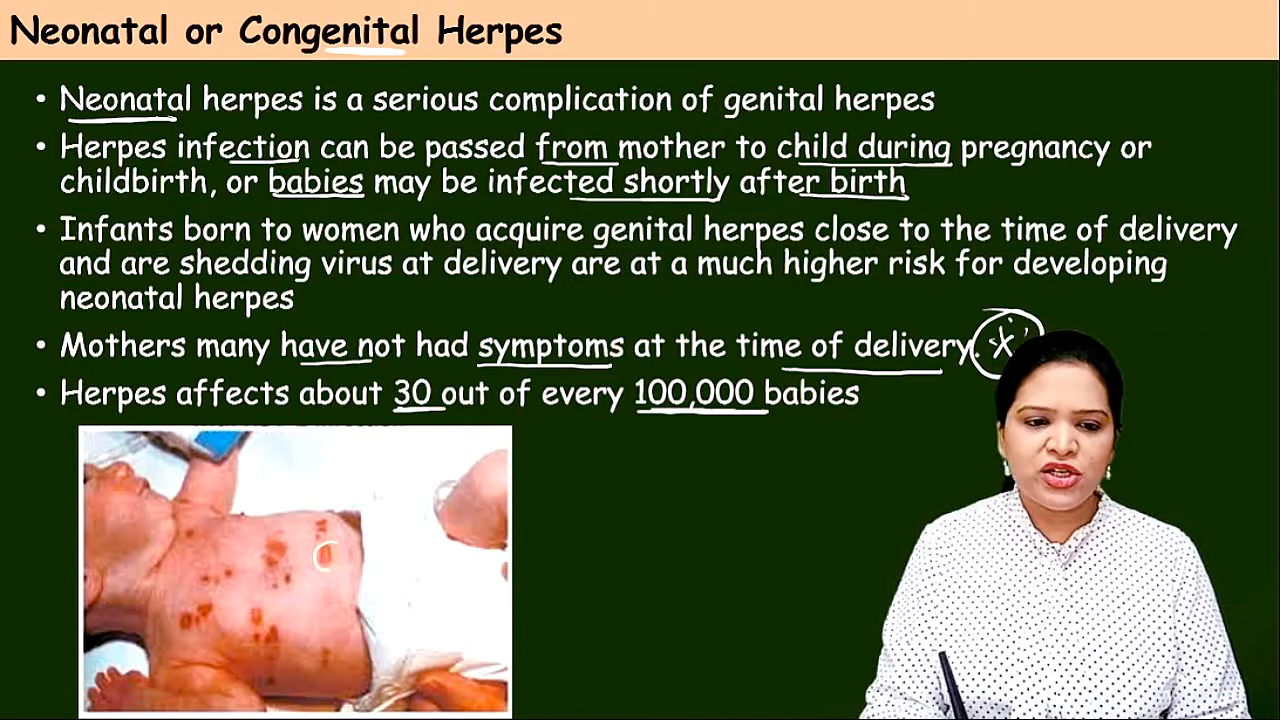 Neonatal or Congenital Herpes
• Neonatal herpes is a serious complication of genital herpes
• Herpes infection can be passed from mother to child during pregnancy or
childbirth, or babies may be infected shortly after birth
• Infants born to women who acquire genital herpes close to the time of delivery
and are shedding virus at delivery are at a much higher risk for developing
neonatal herpes
• Mothers many have not had symptoms at the time of delivery.
• Herpes affects about 30 out of every 100,000 babies